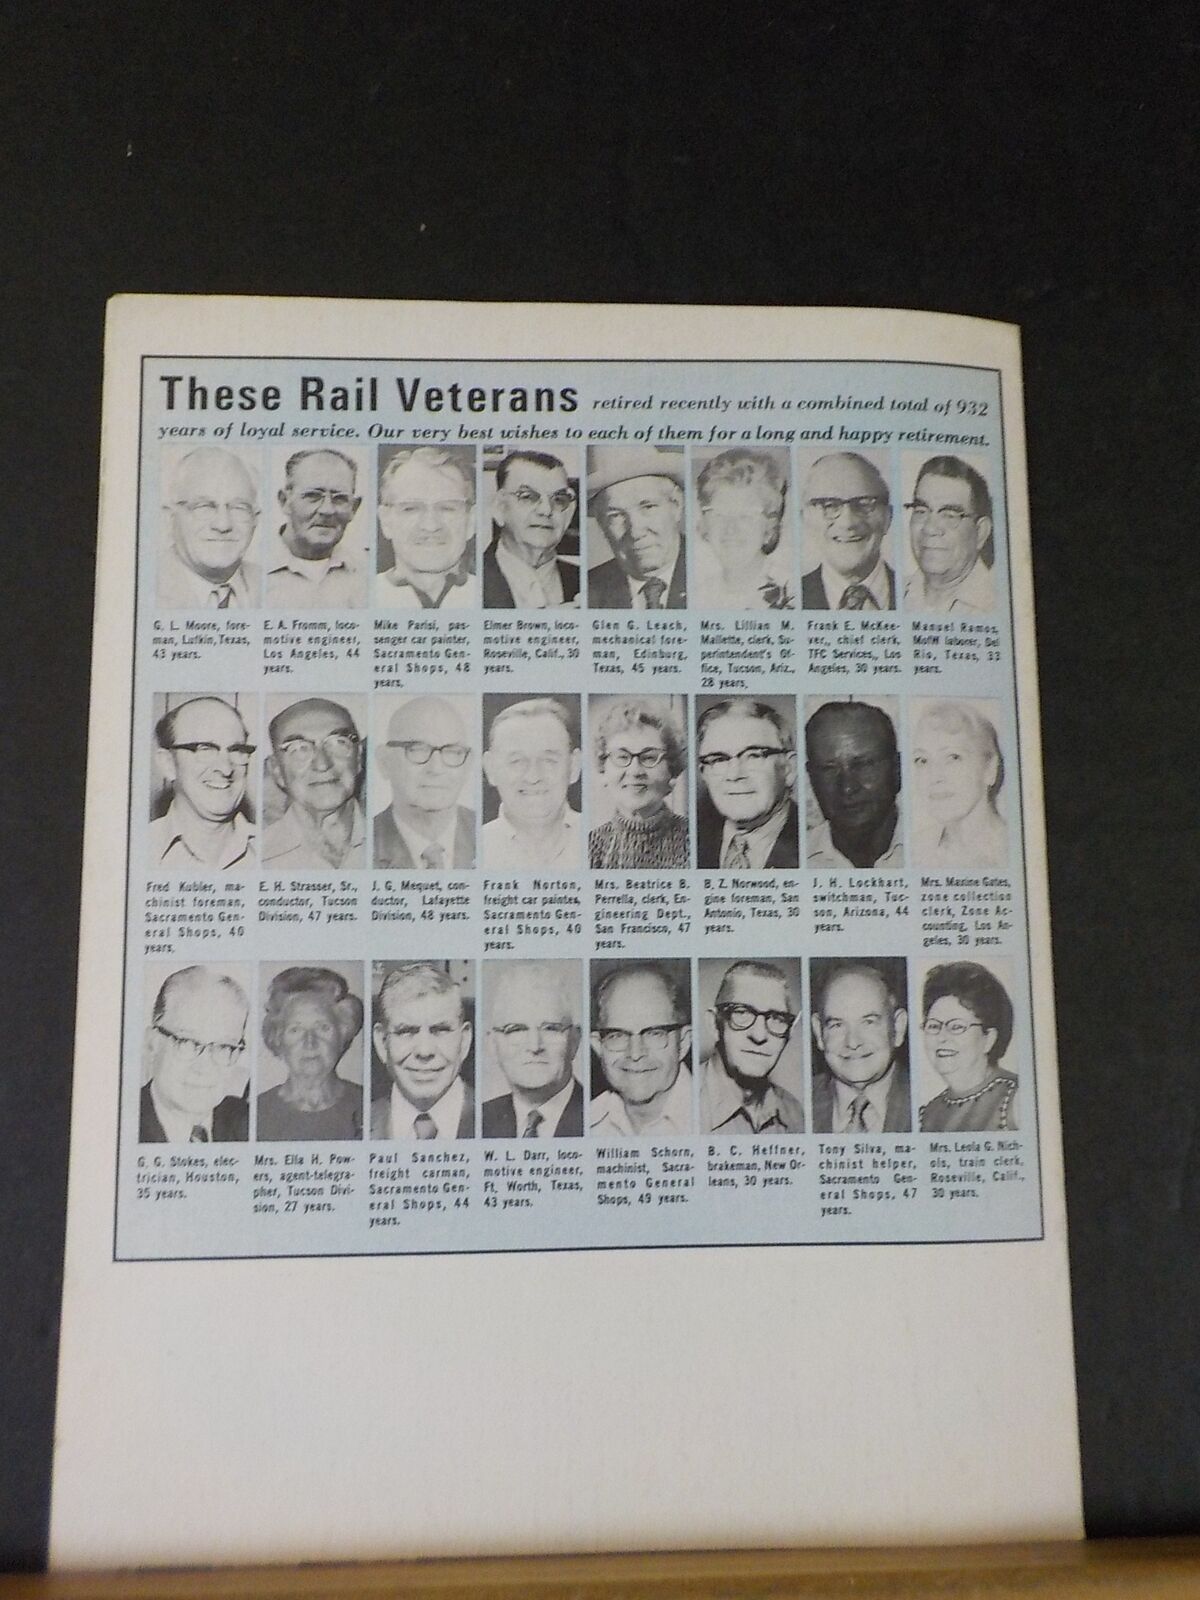 These Rail Veterans retired recently with a combined total of 932
years of loyal service. Our very best wishes to each of them for a long and happy retirement.
G. L. Moore, fore-
man, Lufkin, Texas,
43 years.
E. A. Fromm, loco-
motive engineer,
Los Angeles, 44
years.
Mike Parisi, pas-
senger car painter,
Sacramento Gen-
eral Shops, 48
years.
Elmer Brown, loco-
motive engineer,
Roseville, Calif., 30
years.
Glen G. Leach,
mechanical fore-
man, Edinburg,
Texas, 45 years.
Mrs. Lillian M.
Mallette, clerk, Su-
perintendent's Of-
fice, Tucson, Ariz.,
28 years.
Frank E. McKee-
ver,, chief clerk,
TFC Services,, Los
Angeles, 30 years.
Manuel Ramos,
MofW laborer, Del
Rio, Texas, 33
years.
Fred Kubler, ma-
chinist foreman,
Sacramento Gen-
eral Shops, 40
years.
E. H. Strasser, Sr.,
conductor, Tucson
Division, 47 years.
J. G. Mequet, con-
ductor, Lafayette
Division, 48 years.
Frank Norton,
freight car painter,
Sacramento Gen-
eral Shops, 40
years.
Mrs. Beatrice B.
Perrella, clerk, En-
gineering Dept.,
San Francisco, 47
years.
B. Z. Norwood, en-
gine foreman, San
Antonio, Texas, 30
years.
J. H. Lockhart,
switchman, Tuc-
son, Arizona, 44
years.
Mrs. Maxine Gates,
zone collection
clerk, Zone Ac-
counting, Los An-
geles, 30 years.
G. G. Stokes, elec-
trician, Houston,
35 years.
Mrs. Ella H. Pow-
ers, agent-telegra-
pher, Tucson Divi-
sion, 27 years.
Paul Sanchez,
freight carman,
Sacramento Gen-
eral Shops, 44
years.
W. L. Darr, loco-
motive engineer,
Ft. Worth, Texas,
43 years.
William Schorn,
machinist, Sacra-
mento General
Shops, 49 years.
B. C. Heffner,
brakeman, New Or-
leans, 30 years.
Tony Silva, ma-
chinist helper,
Sacramento Gen-
eral Shops, 47
years.
Mrs. Leola G. Nich-
ols, train clerk,
Roseville, Calif.,
30 years.